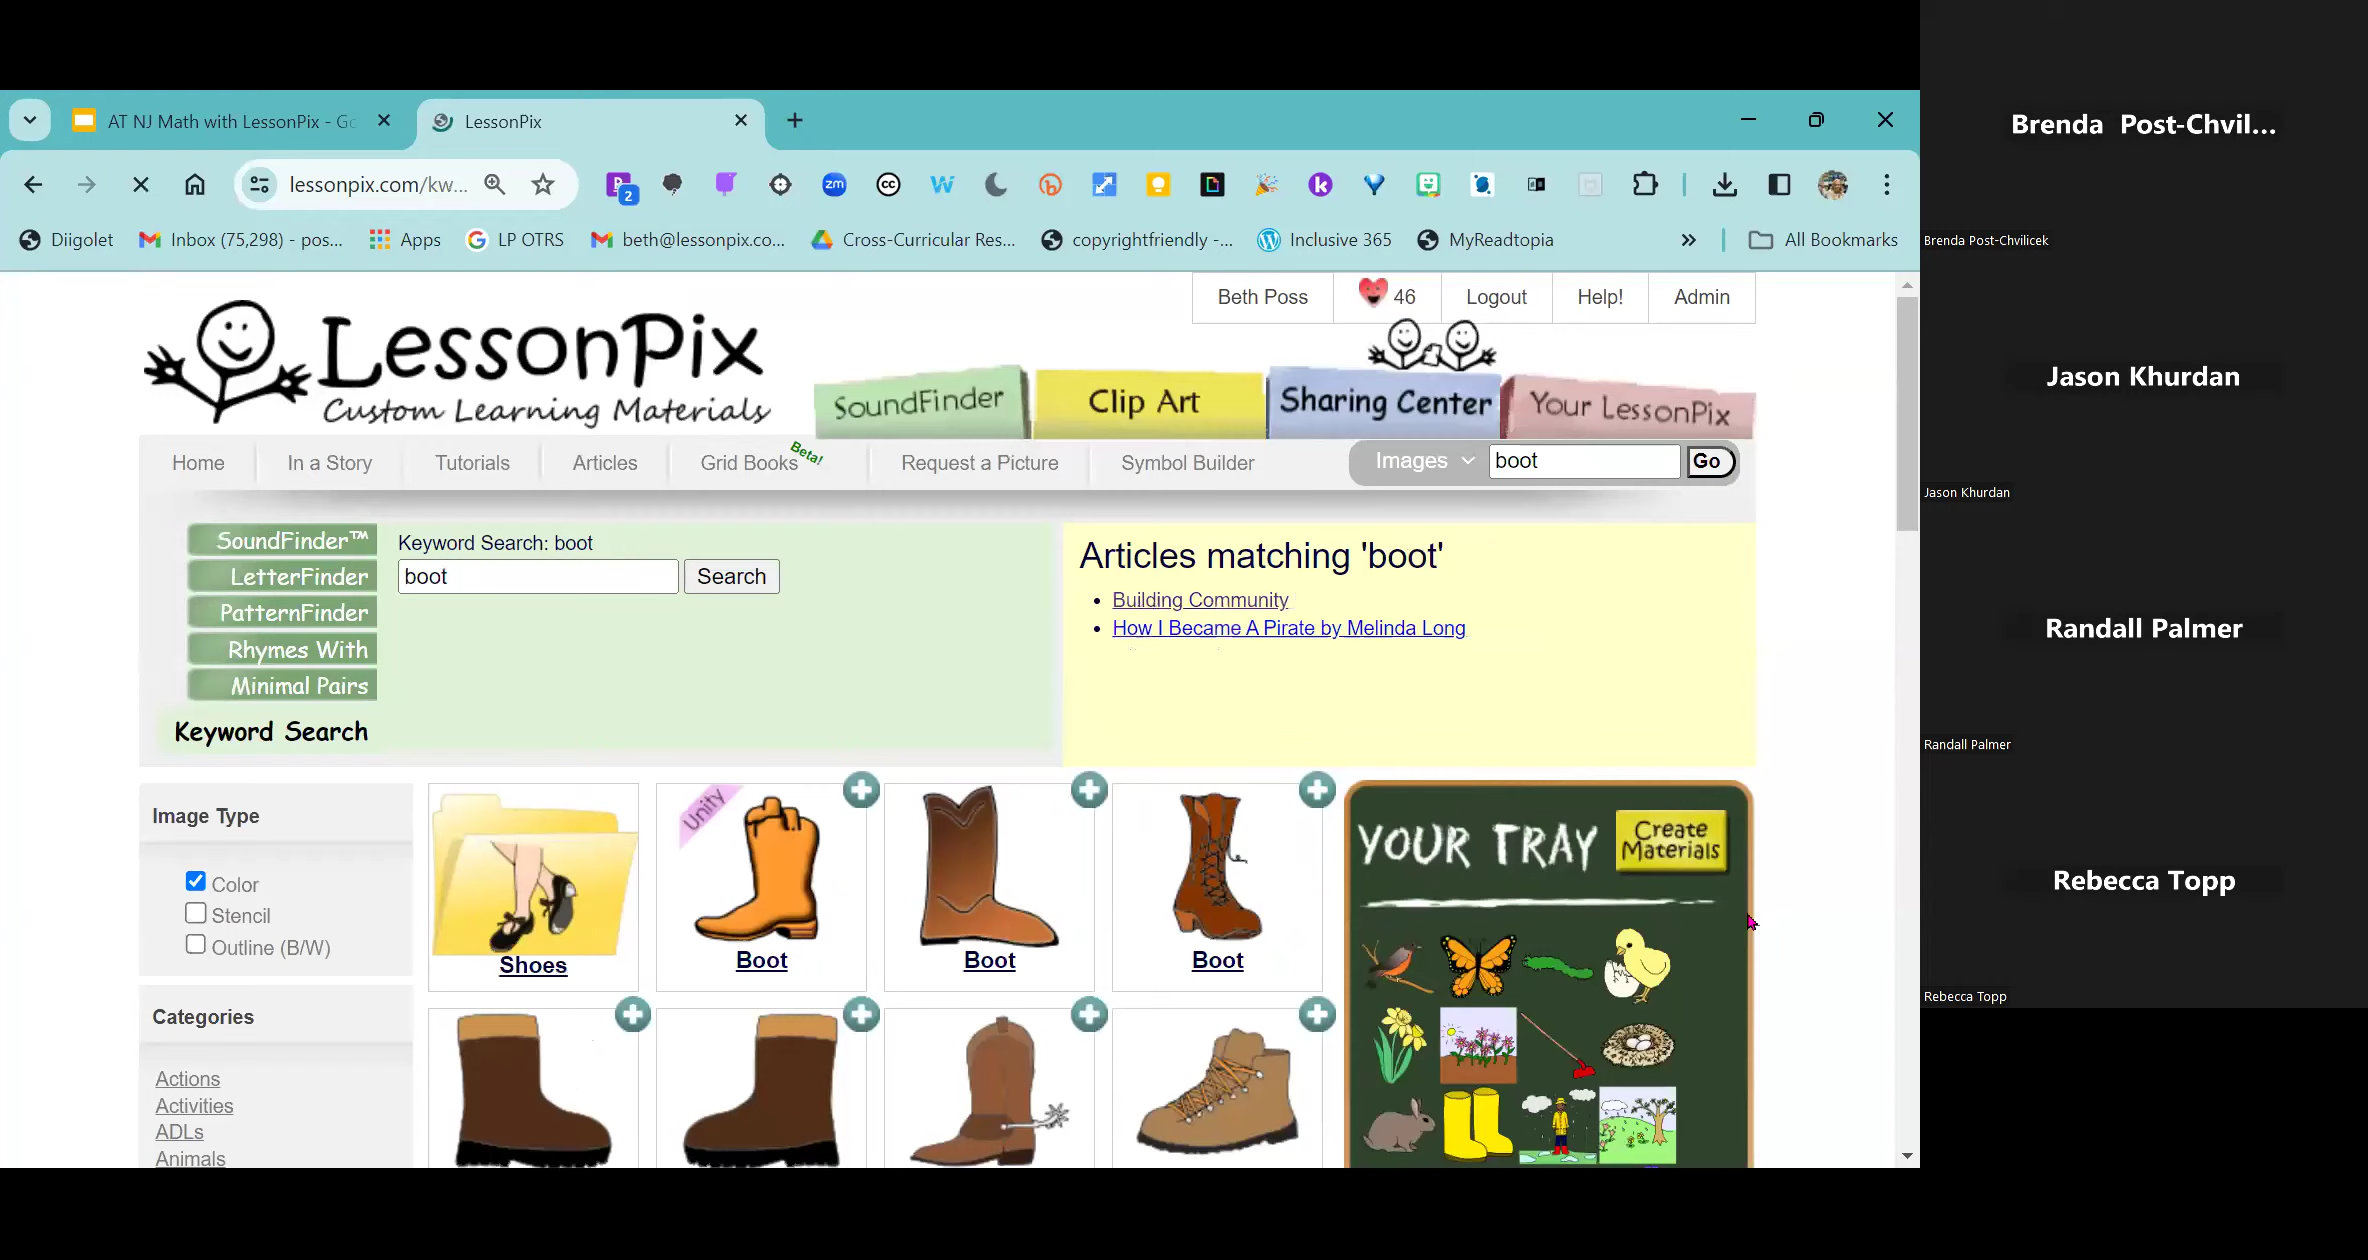 AT NJ Math with LessonPix - Go
LessonPix
lessonpix.com/kw...
2
zm
cc
Diigolet
Inbox (75,298) - pos...
Apps
LP OTRS
beth@lessonpix.co...
Cross-Curricular Res...
copyrightfriendly -...
Inclusive 365
MyReadtopia
All Bookmarks
Beth Poss
46
Logout
Help!
Admin
LessonPix
Custom Learning Materials
SoundFinder
Clip Art
Sharing Center
Your LessonPix
Home
In a Story
Tutorials
Articles
Grid Books
Beta!
Request a Picture
Symbol Builder
Images
boot
Go
SoundFinder™
LetterFinder
PatternFinder
Rhymes With
Minimal Pairs
Keyword Search
Keyword Search: boot
boot
Search
Articles matching 'boot'
Building Community
How I Became A Pirate by Melinda Long
Image Type
Color
Stencil
Outline (B/W)
Categories
Actions
Activities
ADLs
Animals
Shoes
Unity
Boot
Boot
Boot
YOUR TRAY
Create
Materials
Brenda Post-Chvil...
Brenda Post-Chvilicek
Jason Khurdan
Jason Khurdan
Randall Palmer
Randall Palmer
Rebecca Topp
Rebecca Topp